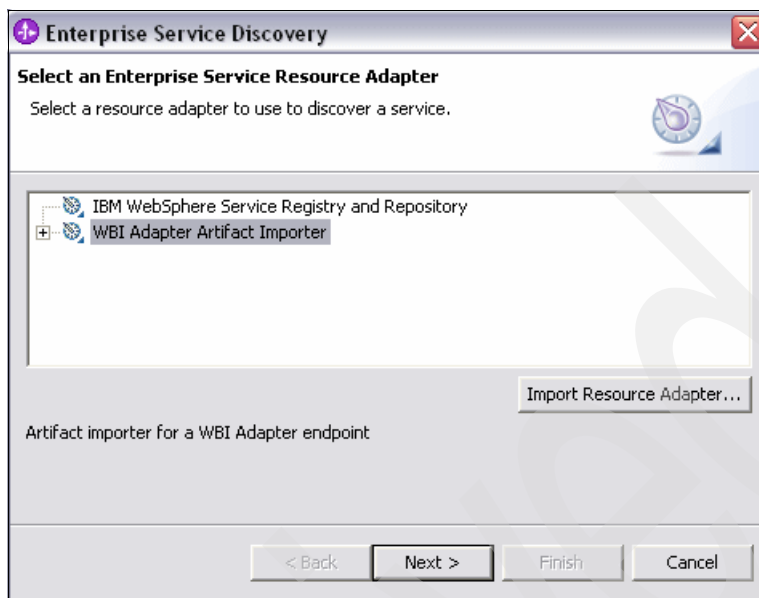 Enterprise Service Discovery
Select an Enterprise Service Resource Adapter
Select a resource adapter to use to discover a service.
IBM WebSphere Service Registry and Repository
WBI Adapter Artifact Importer
Import Resource Adapter...
Artifact importer for a WBI Adapter endpoint
< Back Next > Finish Cancel